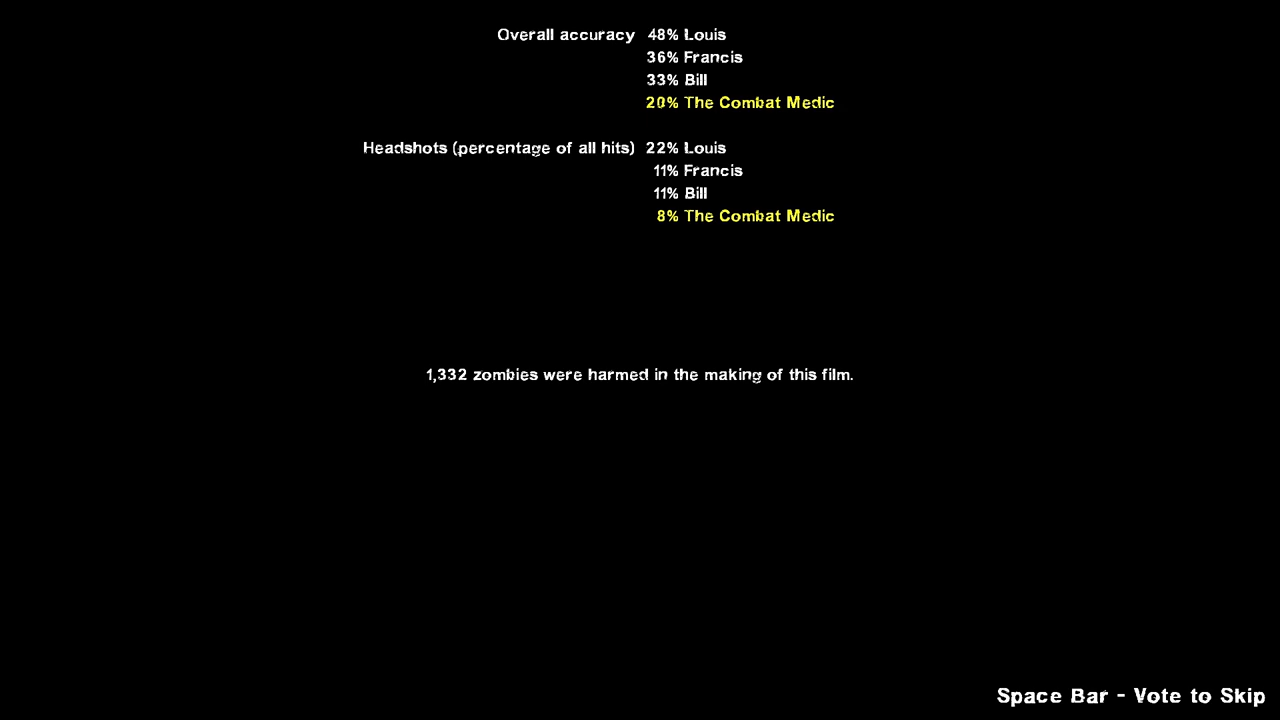 Overall accuracy 48% Louis
36% Francis
33% Bill
20% The Combat Medic
Headshots (percentage of all hits) 22% Louis
11% Francis
11% Bill
8% The Combat Medic
1,332 zombies were harmed in the making of this film.
Space Bar - Vote to Skip